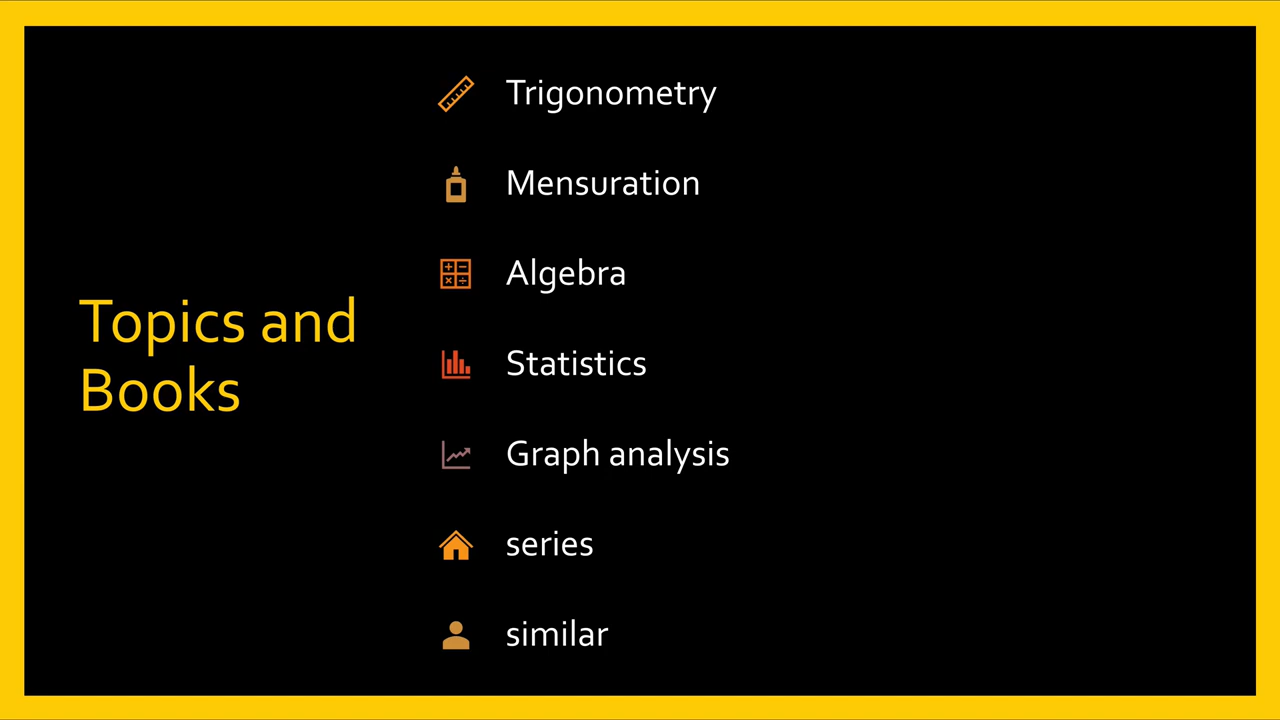 Topics and
Books
Trigonometry
Mensuration
Algebra
Statistics
Graph analysis
series
similar